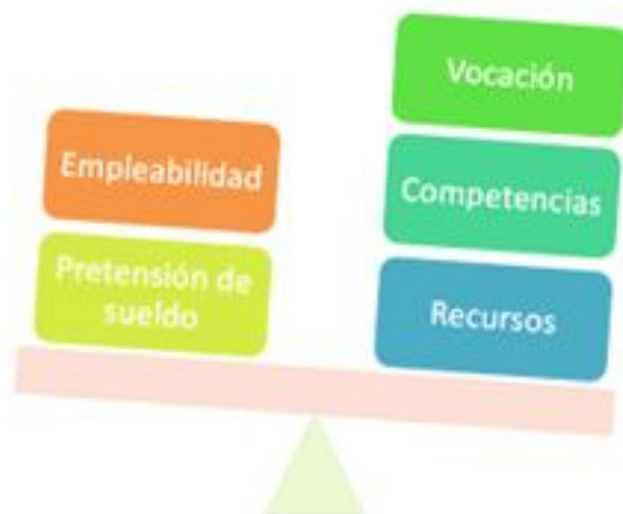 Empleabilidad
Pretensión de
sueldo
Vocación
Competencias
Recursos